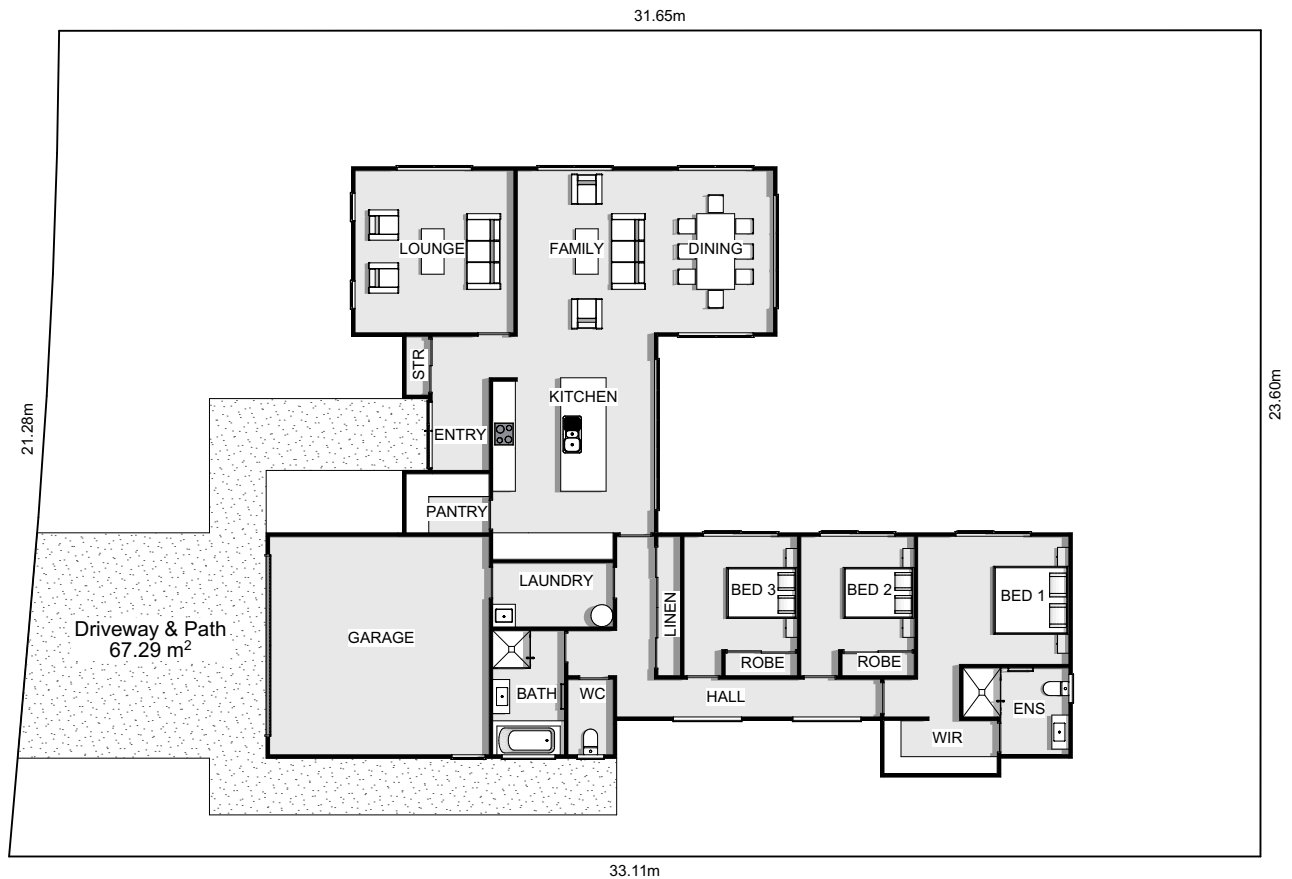 31.65m
LOUNGE
FAMILY
DINING
STR
KITCHEN
21.28m
23.60m
ENTRY
PANTRY
LAUNDRY
BED 3
BED 2
BED 1
LINEN
Driveway & Path
67.29 m²
GARAGE
ROBE
ROBE
BATH
WC
HALL
ENS
WIR
33.11m